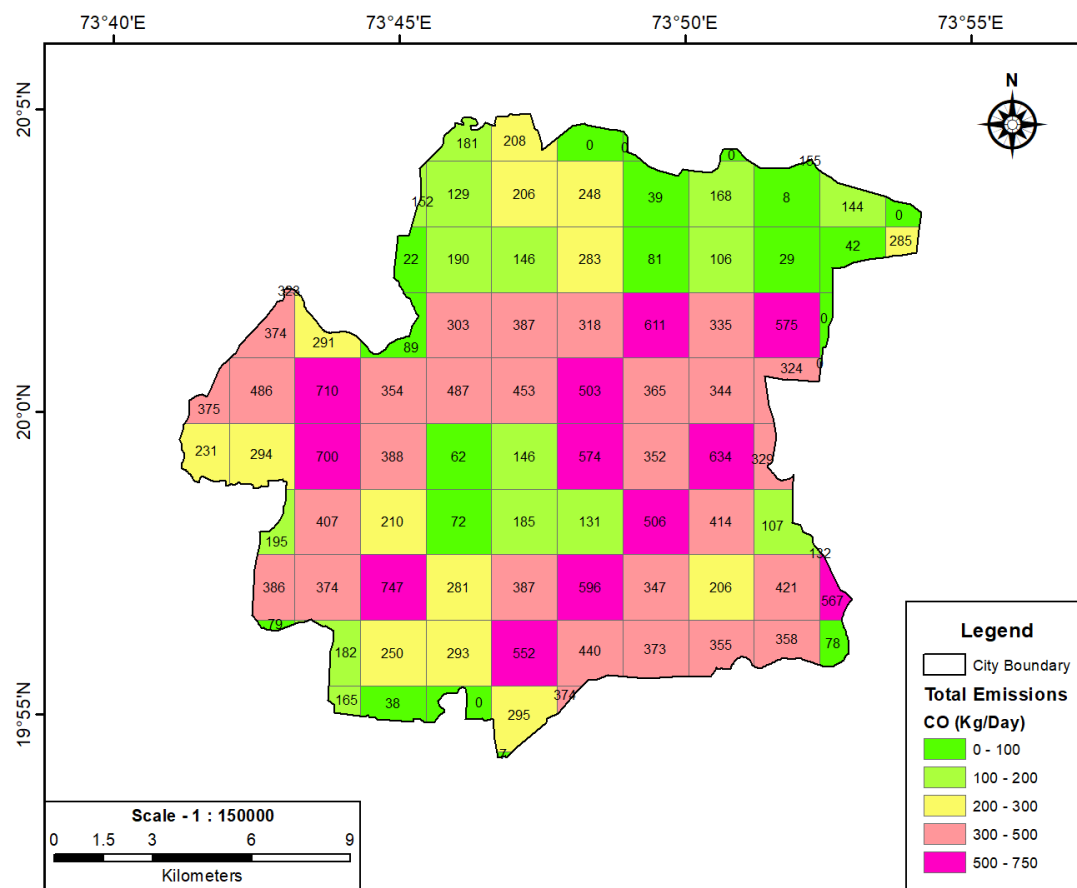 73°40'E 73°45'E 73°50'E 73°55'E
20°5'N
20°0'N
19°55'N
N
181 208 0 0 0 155
152 129 206 248 39 168 8 144 0
22 190 146 283 81 106 29 42 285
323 374 291 89 303 387 318 611 335 575 0
375 486 710 354 487 453 503 365 344 324 0
231 294 700 388 62 146 574 352 634 329
195 407 210 72 185 131 506 414 107 132
386 374 747 281 387 596 347 206 421 567
79 182 250 293 552 440 373 355 358 78
165 38 0 295 374
7
Legend
City Boundary
Total Emissions
CO (Kg/Day)
0 - 100
100 - 200
200 - 300
300 - 500
500 - 750
Scale - 1 : 150000
0 1.5 3 6 9
Kilometers